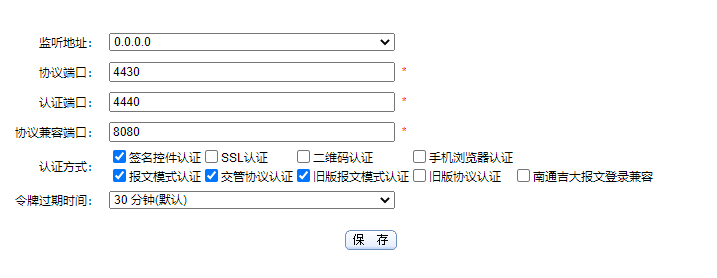 监听地址： 0.0.0.0
协议端口： 4430 *
认证端口： 4440 *
协议兼容端口： 8080 *
认证方式： 签名控件认证 SSL认证 二维码认证 手机浏览器认证
报文模式认证 交管协议认证 旧版报文模式认证 旧版协议认证 南通吉大报文登录兼容
令牌过期时间： 30 分钟(默认)
保 存